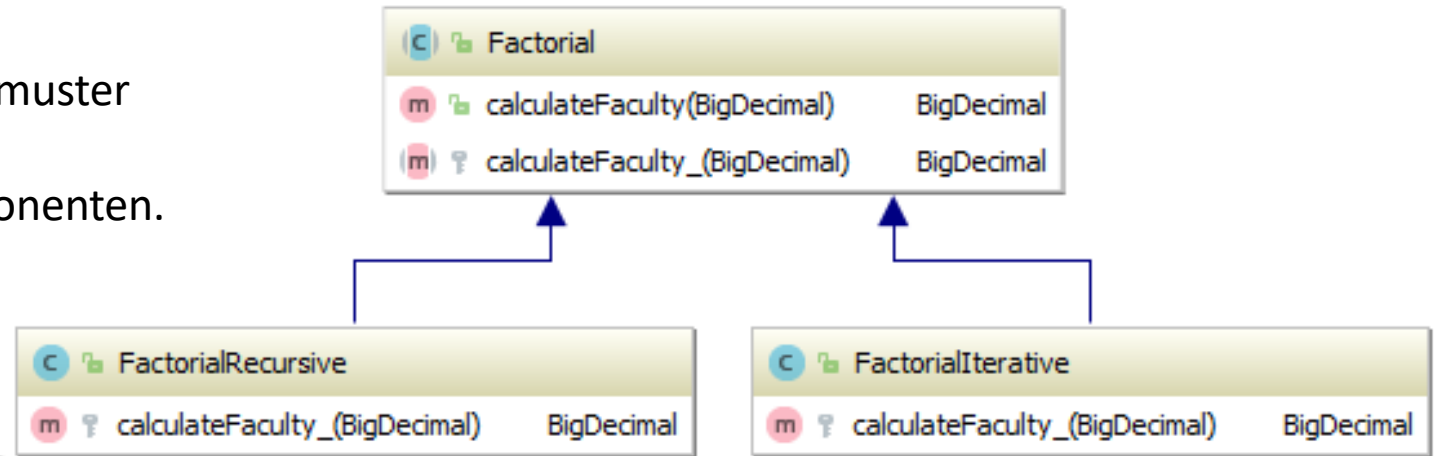 Factorial
muster
calculateFaculty(BigDecimal) BigDecimal
calculateFaculty_(BigDecimal) BigDecimal
onenten.
FactorialRecursive
calculateFaculty_(BigDecimal) BigDecimal
FactorialIterative
calculateFaculty_(BigDecimal) BigDecimal